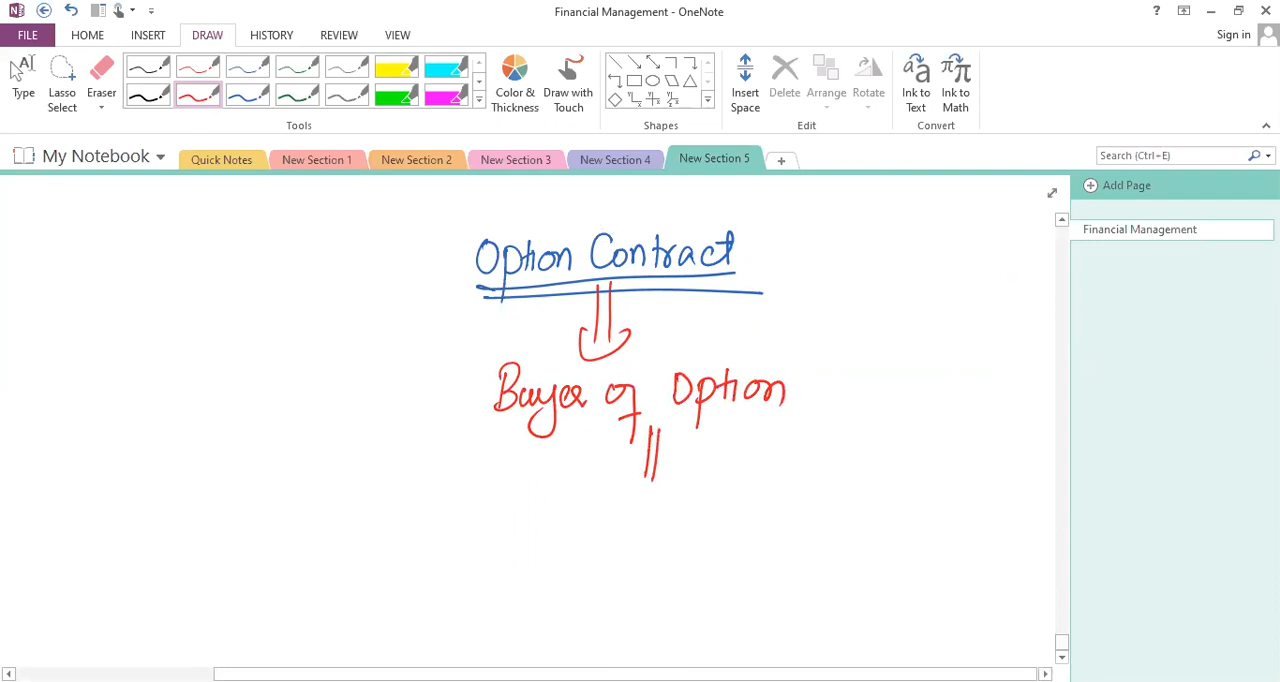 Financial Management - OneNote
?
FILE HOME INSERT DRAW HISTORY REVIEW VIEW
Sign in
Type
Lasso Select
Eraser
Color & Thickness
Draw with Touch
Insert Space
Delete
Arrange
Rotate
Ink to Text
Ink to Math
Tools Shapes Edit Convert
My Notebook Quick Notes New Section 1 New Section 2 New Section 3 New Section 4 New Section 5
Search (Ctrl+E)
Add Page
Financial Management
Option Contract
Buyer of Option